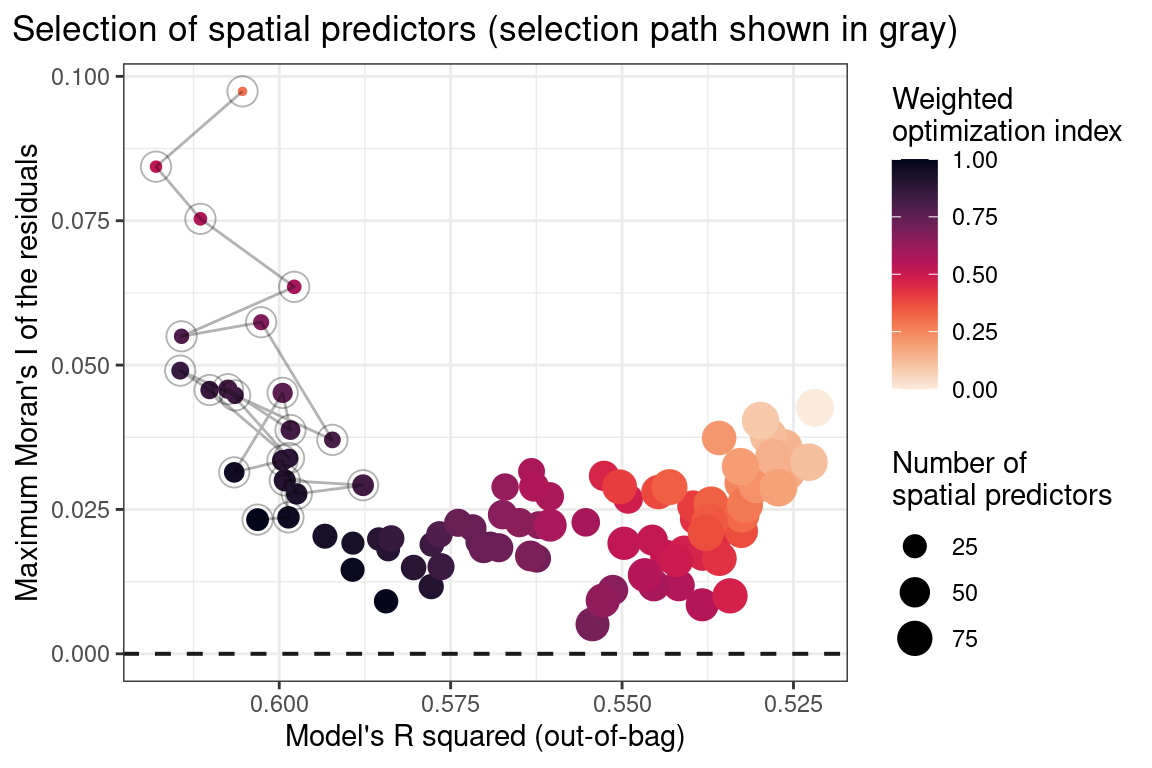 Selection of spatial predictors (selection path shown in gray)
Maximum Moran's I of the residuals
0.100
0.075
0.050
0.025
0.000
0.600
0.575
0.550
0.525
Model's R squared (out-of-bag)
Weighted
optimization index
1.00
0.75
0.50
0.25
0.00
Number of
spatial predictors
25
50
75